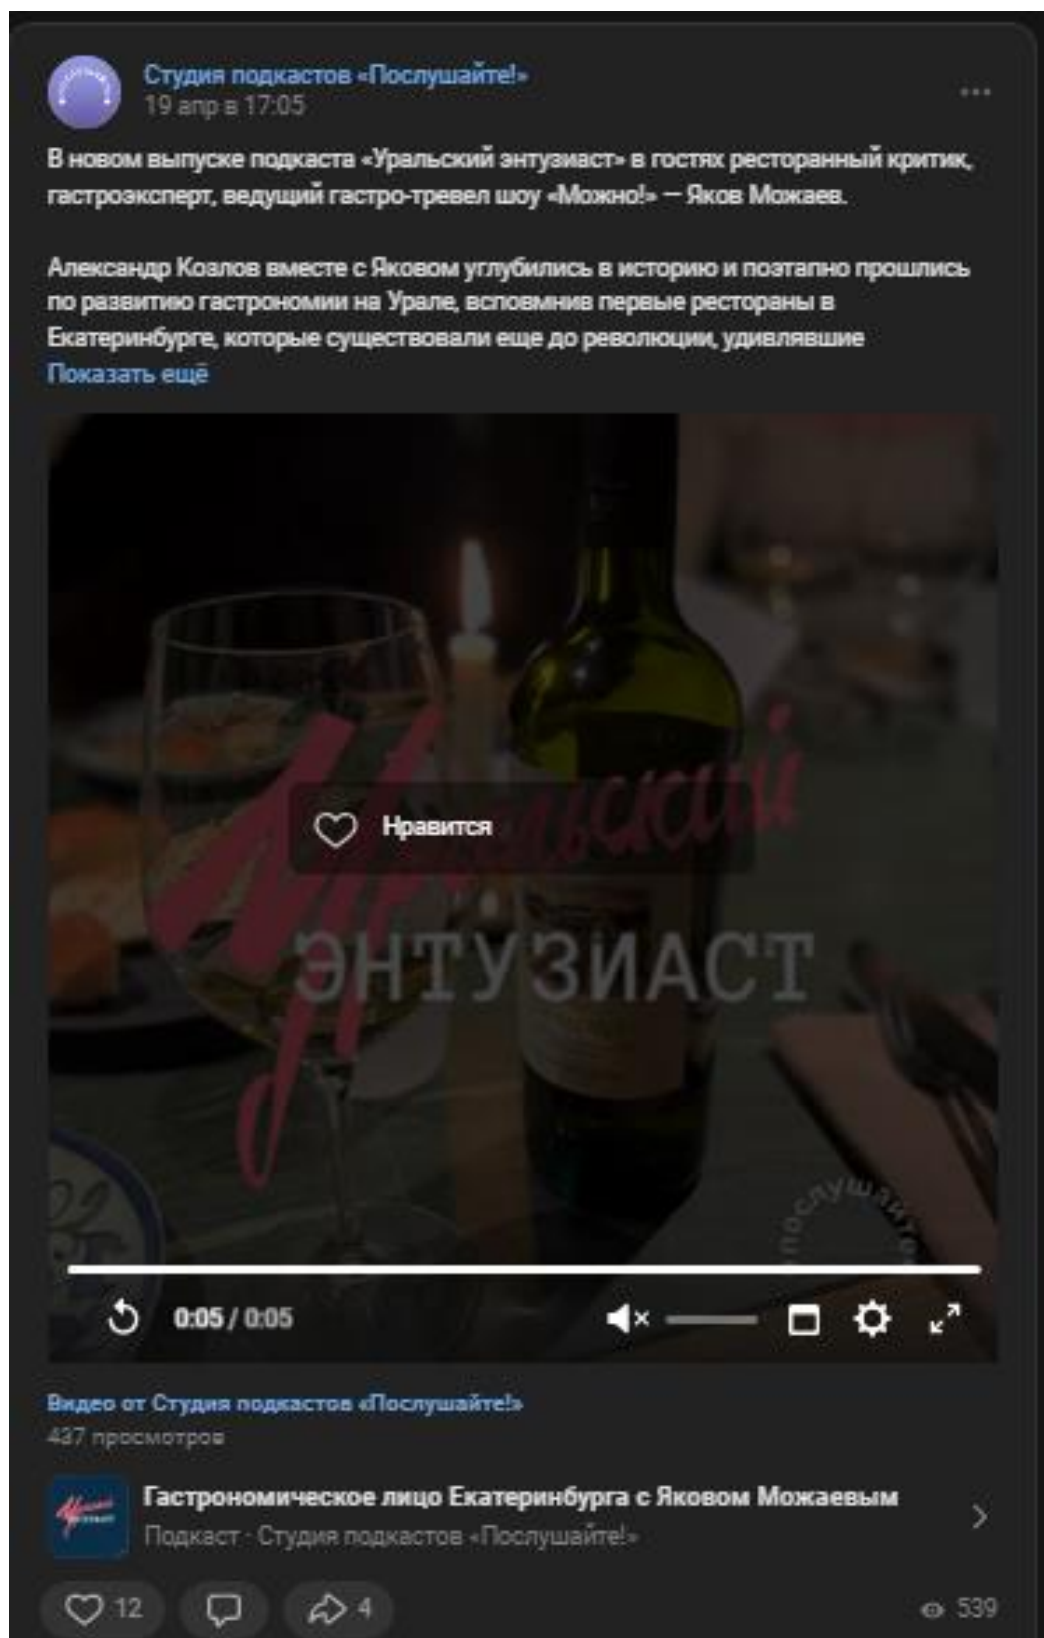 Студия подкастов «Послушайте!»
19 апр в 17:05
В новом выпуске подкаста «Уральский энтузиаст» в гостях ресторанный критик,
гастроэксперт, ведущий гастро-тревел шоу «Можно!» — Яков Можаев.
Александр Козлов вместе с Яковом углубились в историю и поэтапно прошлись
по развитию гастрономии на Урале, вспомнив первые рестораны в
Екатеринбурге, которые существовали еще до революции, удивлявшие
Показать ещё
Уральский
Нравится
ЭНТУЗИАСТ
послушайте
0:05 / 0:05
Видео от Студия подкастов «Послушайте!»
437 просмотров
Гастрономическое лицо Екатеринбурга с Яковом Можаевым
Подкаст · Студия подкастов «Послушайте!»
12
4
539